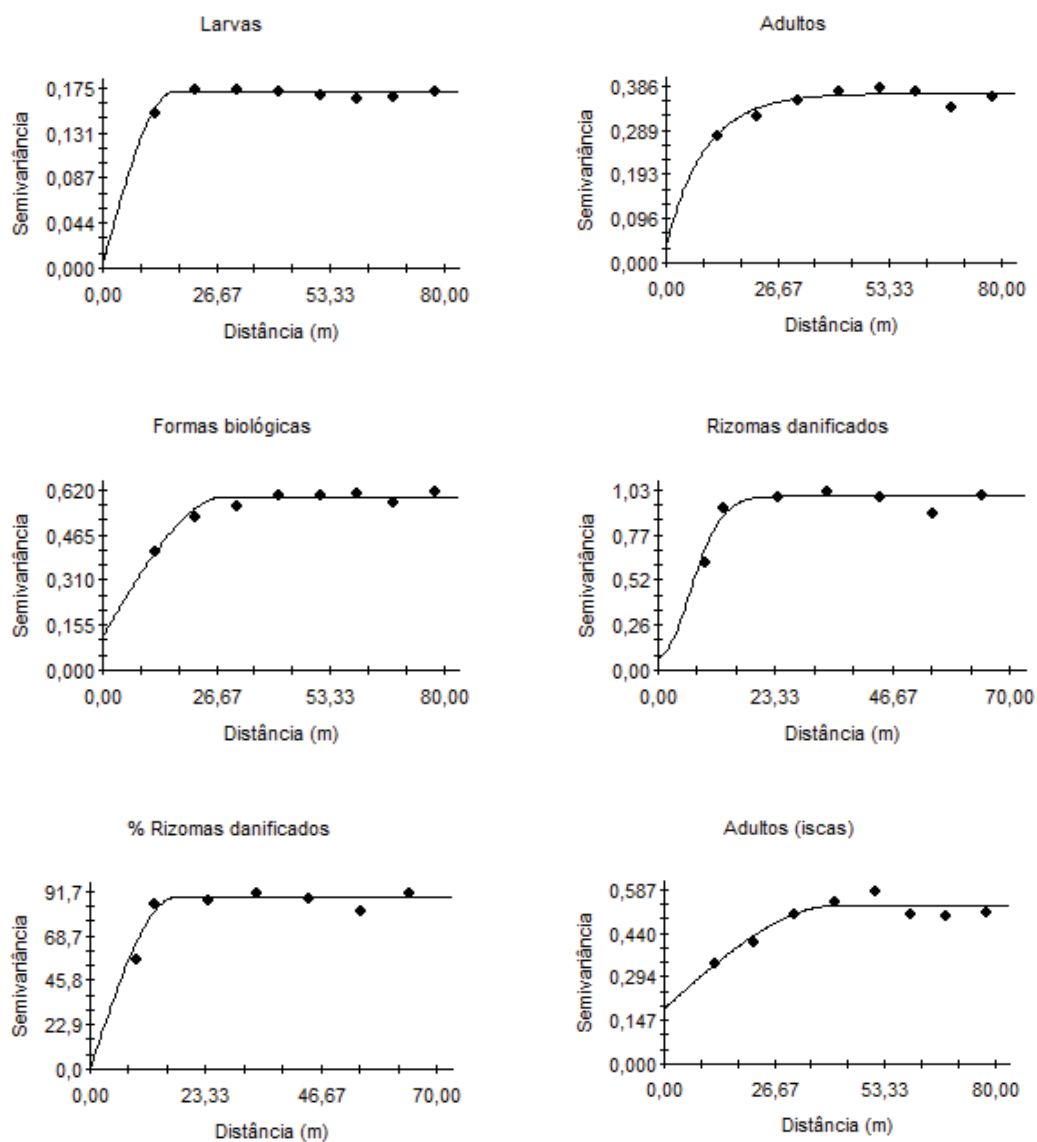 Larvas
Semivariância
0,175
0,131
0,087
0,044
0,000
0,00 26,67 53,33 80,00
Distância (m)
Adultos
Semivariância
0,386
0,289
0,193
0,096
0,000
0,00 26,67 53,33 80,00
Distância (m)
Formas biológicas
Semivariância
0,620
0,465
0,310
0,155
0,000
0,00 26,67 53,33 80,00
Distância (m)
Rizomas danificados
Semivariância
1,03
0,77
0,52
0,26
0,00
0,00 23,33 46,67 70,00
Distância (m)
% Rizomas danificados
Semivariância
91,7
68,7
45,8
22,9
0,0
0,00 23,33 46,67 70,00
Distância (m)
Adultos (iscas)
Semivariância
0,587
0,440
0,294
0,147
0,000
0,00 26,67 53,33 80,00
Distância (m)